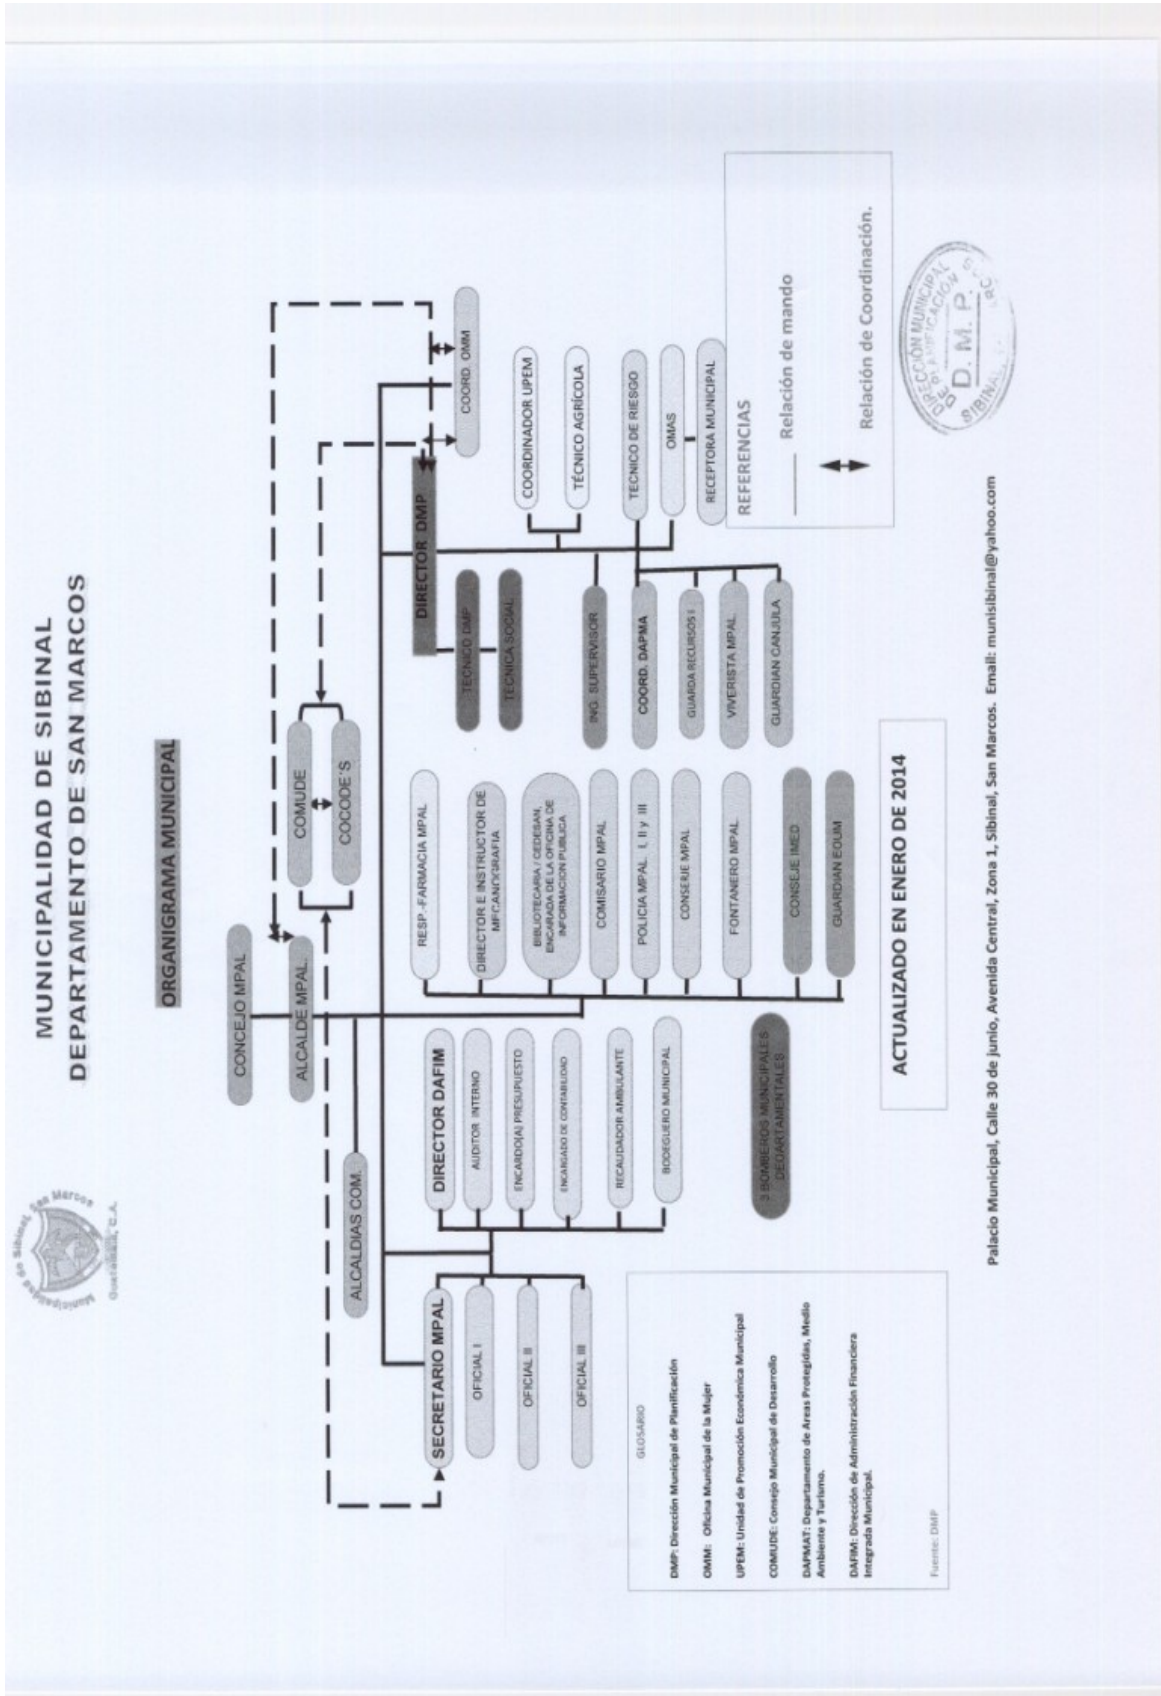 Municipalidad de Sibinal, San Marcos
Guatemala, C.A.
MUNICIPALIDAD DE SIBINAL
DEPARTAMENTO DE SAN MARCOS
ORGANIGRAMA MUNICIPAL
CONCEJO MPAL
ALCALDE MPAL.
ALCALDIAS COM.
COMUDE
COCODE'S
SECRETARIO MPAL
OFICIAL I
OFICIAL II
OFICIAL III
DIRECTOR DAFIM
AUDITOR INTERNO
ENCARDO(A) PRESUPUESTO
ENCARGADO DE CONTABILIDAD
RECAUDADOR AMBULANTE
BODEGUERO MUNICIPAL
3 BOMBEROS MUNICIPALES
DEOARTAMENTALES
RESP.-FARMACIA MPAL
DIRECTOR E INSTRUCTOR DE
MECANOGRAFIA
BIBLIOTECARIA / CEDESAN,
ENCARADA DE LA OFICINA DE
INFORMACION PUBLICA
COMISARIO MPAL
POLICIA MPAL. I, II y III
CONSERJE MPAL
FONTANERO MPAL
CONSEJE IMED
GUARDIAN EOUM
DIRECTOR DMP
TECNICO DMP
TECNICA SOCIAL
ING. SUPERVISOR
COORD. DAPMA
GUARDA RECURSOS I
VIVERISTA MPAL
GUARDIAN CANJULA
COORD. OMM
COORDINADOR UPEM
TÉCNICO AGRÍCOLA
TECNICO DE RIESGO
OMAS
RECEPTORA MUNICIPAL
REFERENCIAS
Relación de mando
Relación de Coordinación.
GLOSARIO
DMP: Dirección Municipal de Planificación
OMM: Oficina Municipal de la Mujer
UPEM: Unidad de Promoción Económica Municipal
COMUDE: Consejo Municipal de Desarrollo
DAPMAT: Departamento de Areas Protegidas, Medio
Ambiente y Turismo.
DAFIM: Dirección de Administración Financiera
Integrada Municipal.
Fuente: DMP
ACTUALIZADO EN ENERO DE 2014
DIRECCIÓN MUNICIPAL
DE PLANIFICACIÓN
D. M. P.
SIBINAL,
Palacio Municipal, Calle 30 de junio, Avenida Central, Zona 1, Sibinal, San Marcos. Email: munisibinal@yahoo.com